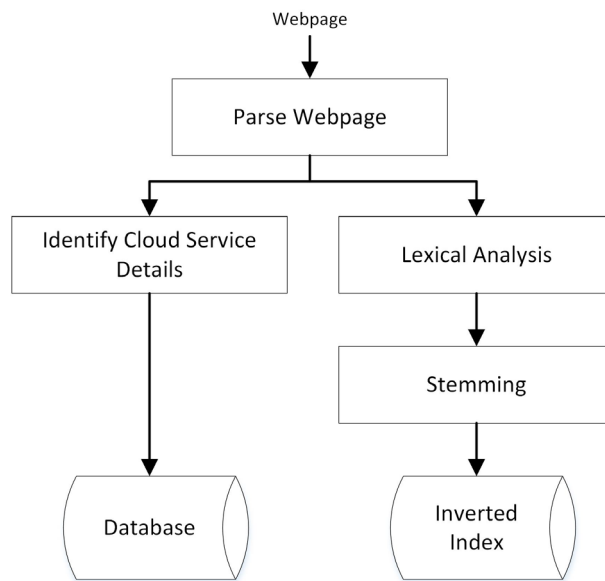 Webpage
Parse Webpage
Identify Cloud Service
Details
Lexical Analysis
Stemming
Database
Inverted
Index